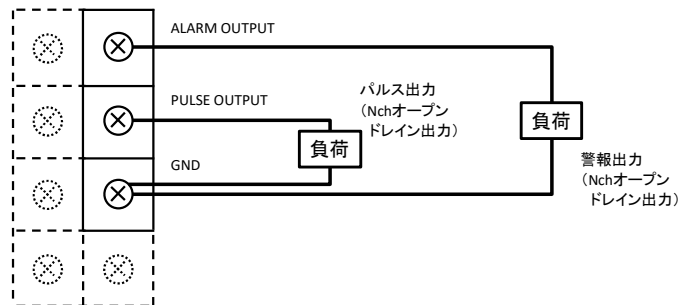 ALARM OUTPUT
PULSE OUTPUT
GND
パルス出力
(Nchオープン
ドレイン出力)
負荷
負荷
警報出力
(Nchオープン
ドレイン出力)